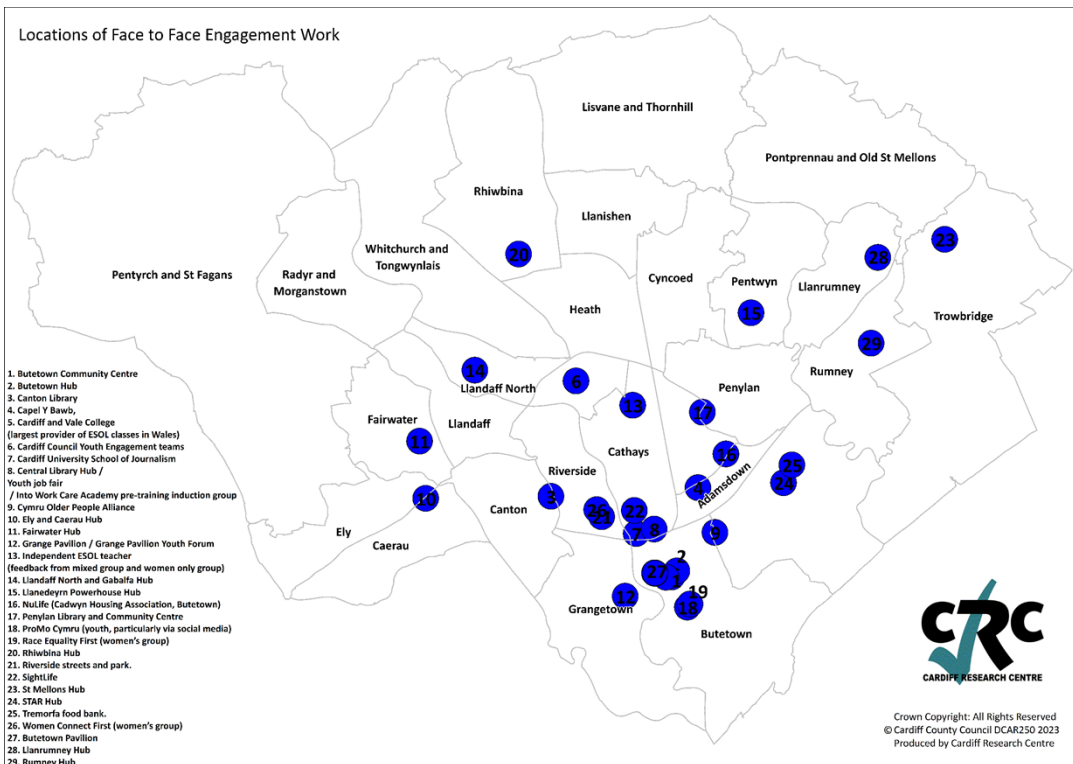 Locations of Face to Face Engagement Work
Lisvane and Thornhill
Pontprennau and Old St Mellons
Rhiwbina
Llanishen
20
23
28
Whitchurch and
Tongwynlais
Cyncoed
Pentyrch and St Fagans
Radyr and
Morganstown
Pentwyn
Llanrumney
Heath
15
Trowbridge
29
14
6
Llandaff North
Penylan
Rumney
13
17
Fairwater
Llandaff
11
Cathays
16
Riverside
25
4
Adamsdown
24
10
3
Canton
26
21
22
7
8
9
Ely
Caerau
2
27
1
19
12
18
Grangetown
Butetown
1. Butetown Community Centre
2. Butetown Hub
3. Canton Library
4. Capel Y Bawb,
5. Cardiff and Vale College
(largest provider of ESOL classes in Wales)
6. Cardiff Council Youth Engagement teams
7. Cardiff University School of Journalism
8. Central Library Hub /
Youth job fair
/ Into Work Care Academy pre-training induction group
9. Cymru Older People Alliance
10. Ely and Caerau Hub
11. Fairwater Hub
12. Grange Pavilion / Grange Pavilion Youth Forum
13. Independent ESOL teacher
(feedback from mixed group and women only group)
14. Llandaff North and Gabalfa Hub
15. Llanedeyrn Powerhouse Hub
16. NuLife (Cadwyn Housing Association, Butetown)
17. Penylan Library and Community Centre
18. ProMo Cymru (youth, particularly via social media)
19. Race Equality First (women's group)
20. Rhiwbina Hub
21. Riverside streets and park.
22. SightLife
23. St Mellons Hub
24. STAR Hub
25. Tremorfa food bank.
26. Women Connect First (women's group)
27. Butetown Pavilion
28. Llanrumney Hub
29. Rumney Hub
CRC
CARDIFF RESEARCH CENTRE
Crown Copyright: All Rights Reserved
© Cardiff County Council DCAR250 2023
Produced by Cardiff Research Centre